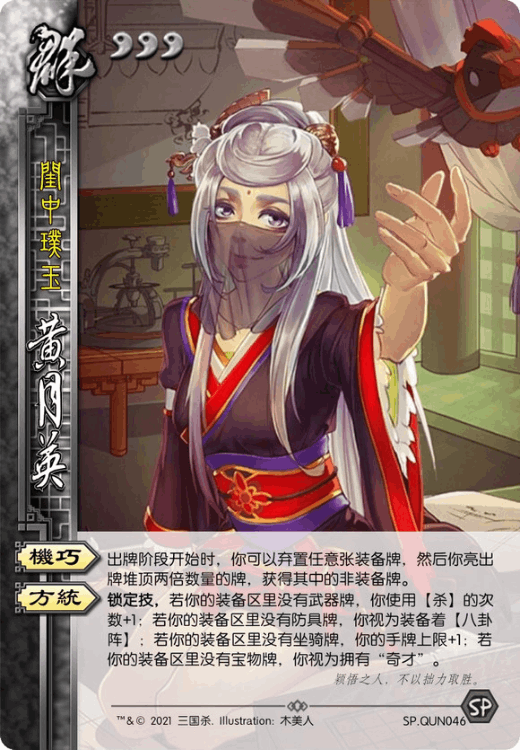 群
閨中璞玉
黄月英
機巧
出牌阶段开始时，你可以弃置任意张装备牌，然后你亮出
牌堆顶两倍数量的牌，获得其中的非装备牌。
方統
锁定技，若你的装备区里没有武器牌，你使用【杀】的次
数+1；若你的装备区里没有防具牌，你视为装备着【八卦
阵】；若你的装备区里没有坐骑牌，你的手牌上限+1；若
你的装备区里没有宝物牌，你视为拥有“奇才”。
颖悟之人，不以拙力取胜。
™&© 2021 三国杀. Illustration: 木美人
SP.QUN046
SP